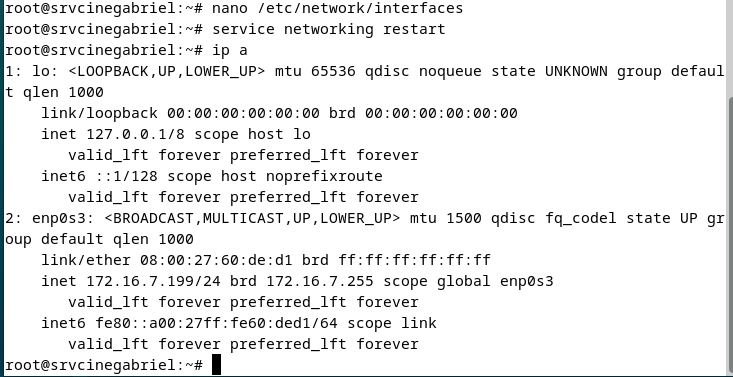 root@srvcinegabriel:~# nano /etc/network/interfaces
root@srvcinegabriel:~# service networking restart
root@srvcinegabriel:~# ip a
1: lo: <LOOPBACK,UP,LOWER_UP> mtu 65536 qdisc noqueue state UNKNOWN group defaul
t qlen 1000
    link/loopback 00:00:00:00:00:00 brd 00:00:00:00:00:00
    inet 127.0.0.1/8 scope host lo
       valid_lft forever preferred_lft forever
    inet6 ::1/128 scope host noprefixroute
       valid_lft forever preferred_lft forever
2: enp0s3: <BROADCAST,MULTICAST,UP,LOWER_UP> mtu 1500 qdisc fq_codel state UP gr
oup default qlen 1000
    link/ether 08:00:27:60:de:d1 brd ff:ff:ff:ff:ff:ff
    inet 172.16.7.199/24 brd 172.16.7.255 scope global enp0s3
       valid_lft forever preferred_lft forever
    inet6 fe80::a00:27ff:fe60:ded1/64 scope link
       valid_lft forever preferred_lft forever
root@srvcinegabriel:~#